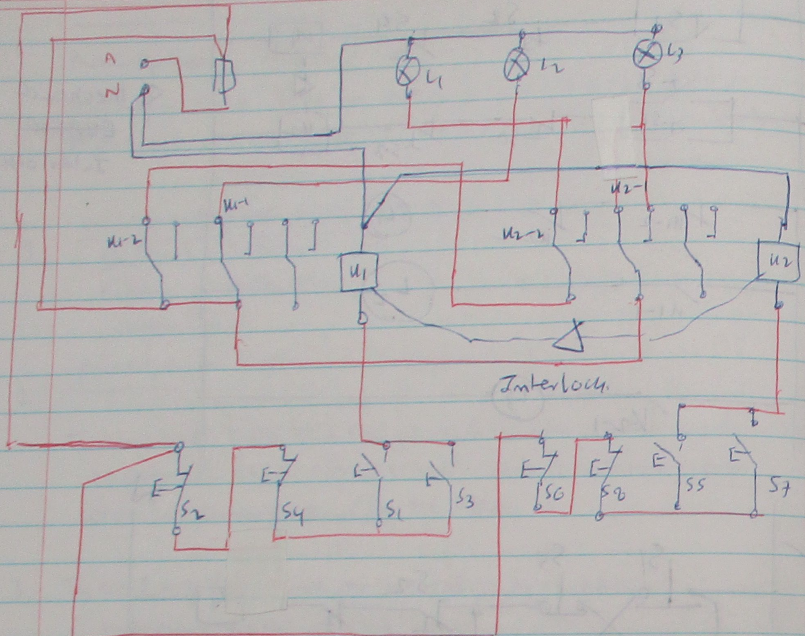 L1
L2
L3
N
K1-1
K1-2
K2-
K2-2
K1
K2
Interlock.
S2
S4
S1
S3
S6
S8
S5
S7